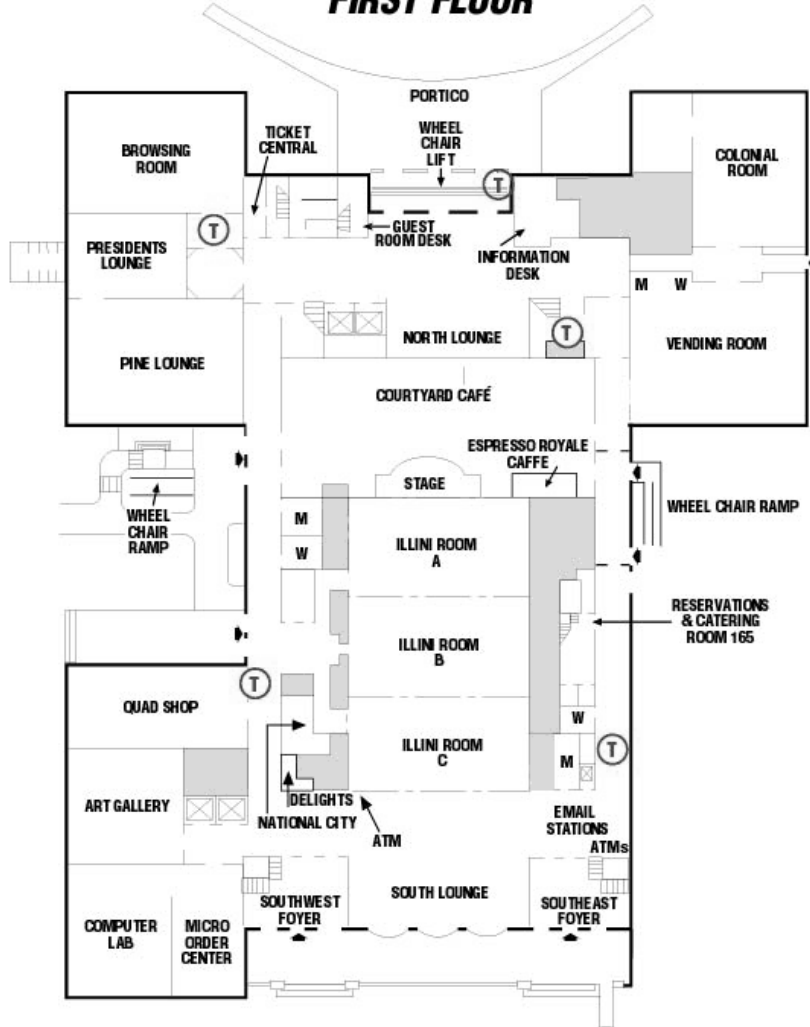 FIRST FLOOR
PORTICO
WHEEL
CHAIR
LIFT
TICKET
CENTRAL
BROWSING
ROOM
COLONIAL
ROOM
T
T
GUEST
ROOM DESK
PRESIDENTS
LOUNGE
INFORMATION
DESK
M W
T
NORTH LOUNGE
VENDING ROOM
PINE LOUNGE
COURTYARD CAFÉ
ESPRESSO ROYALE
CAFFE
STAGE
WHEEL
CHAIR
RAMP
WHEEL CHAIR RAMP
M
W
ILLINI ROOM
A
RESERVATIONS
& CATERING
ROOM 165
ILLINI ROOM
B
T
QUAD SHOP
W
ILLINI ROOM
C
T
M
ART GALLERY
DELIGHTS
NATIONAL CITY
ATM
EMAIL
STATIONS
ATMs
SOUTH LOUNGE
SOUTHWEST
FOYER
SOUTHEAST
FOYER
COMPUTER
LAB
MICRO
ORDER
CENTER